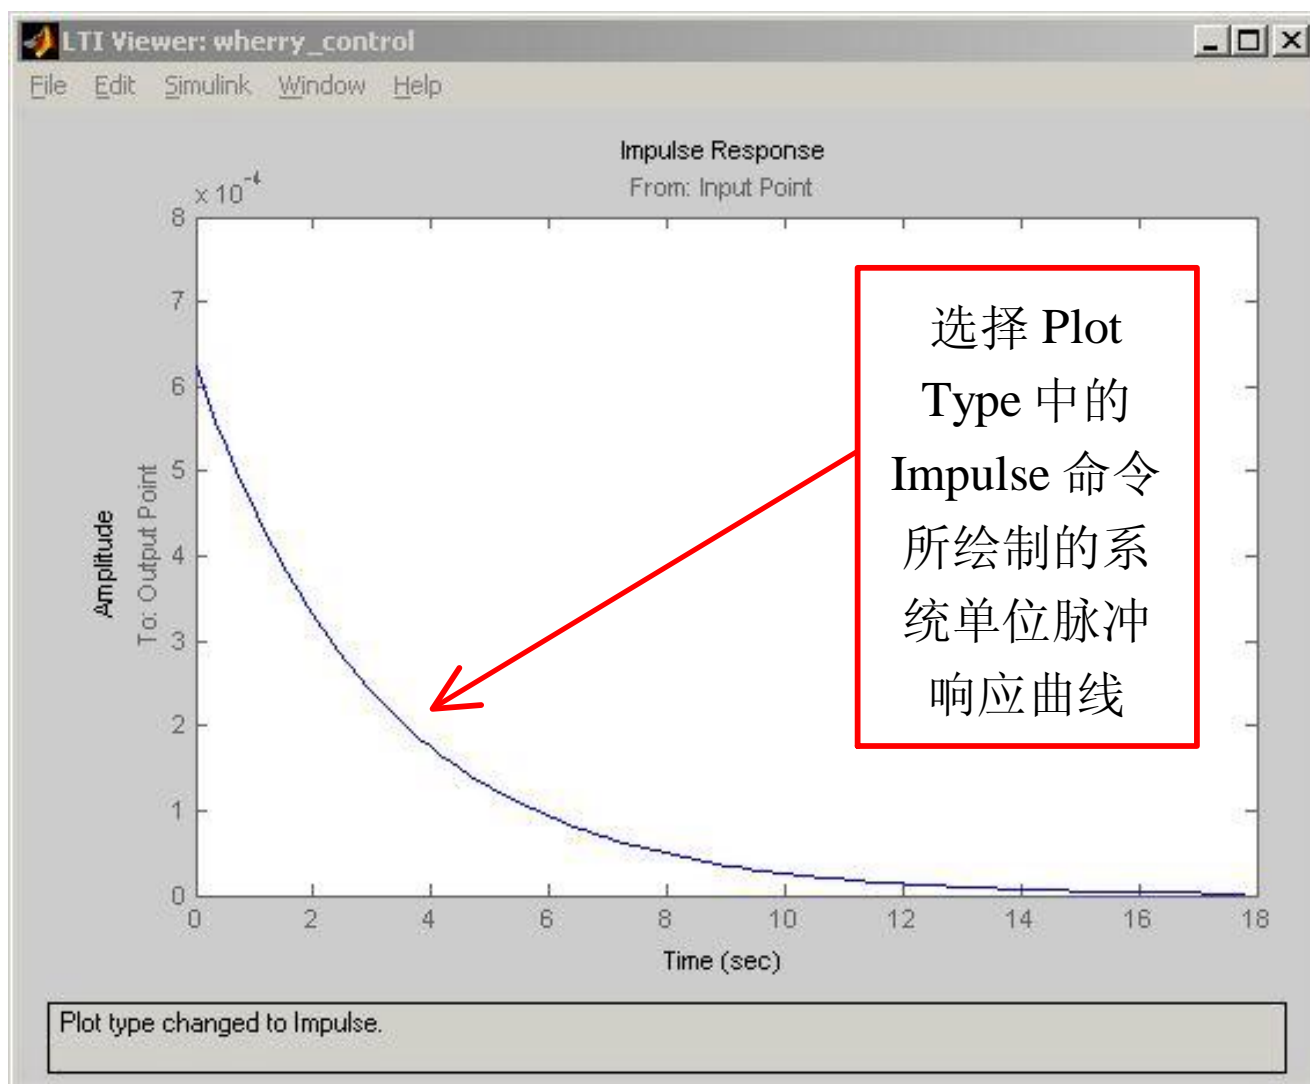 LTI Viewer: wherry_control
File Edit Simulink Window Help
Impulse Response
From: Input Point
x 10^-4
8
7
6
5
4
3
2
1
0
Amplitude
To: Output Point
0 2 4 6 8 10 12 14 16 18
Time (sec)
选择 Plot
Type 中的
Impulse 命令
所绘制的系
统单位脉冲
响应曲线
Plot type changed to Impulse.